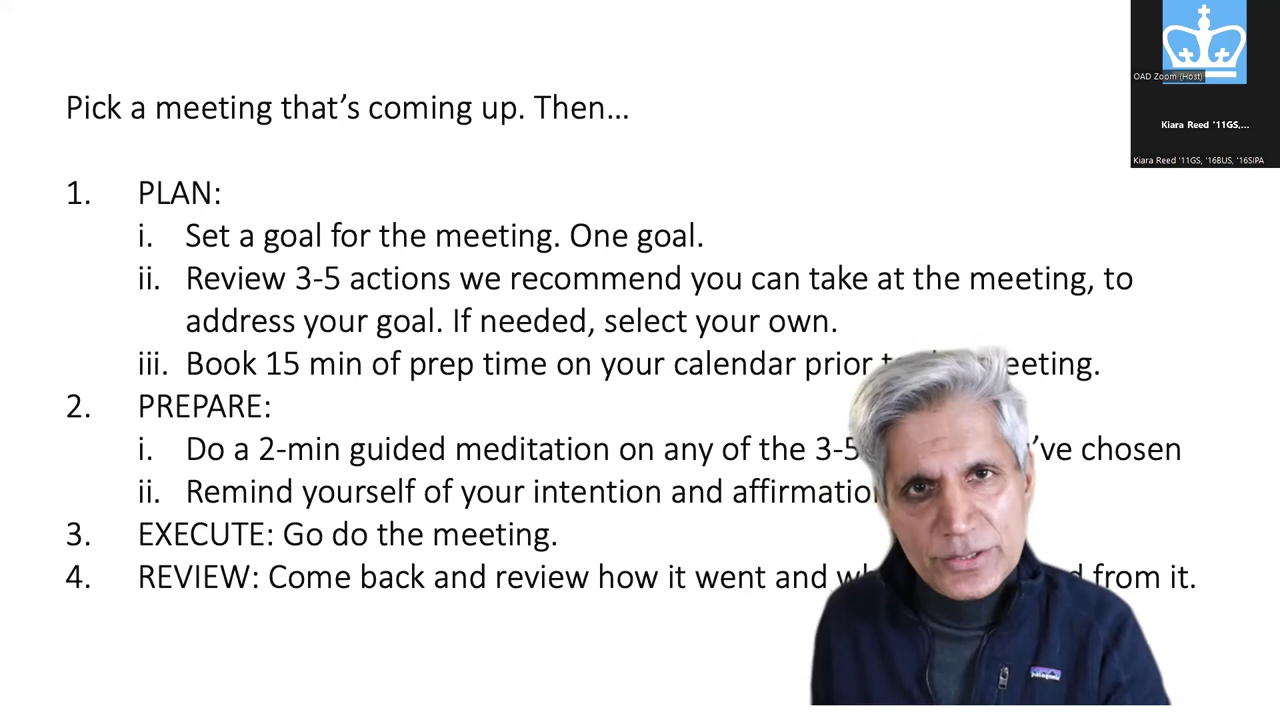 Pick a meeting that's coming up. Then...
1. PLAN:
i. Set a goal for the meeting. One goal.
ii. Review 3-5 actions we recommend you can take at the meeting, to
address your goal. If needed, select your own.
iii. Book 15 min of prep time on your calendar prior meeting.
2. PREPARE:
i. Do a 2-min guided meditation on any of the 3-5 've chosen
ii. Remind yourself of your intention and
3. EXECUTE: Go do the meeting.
4. REVIEW: Come back and review how it went and from it.
OAD Zoom (Host)
Kiara Reed '11GS,...
Kiara Reed '11GS, '16BUS, '16SIPA
patagonia